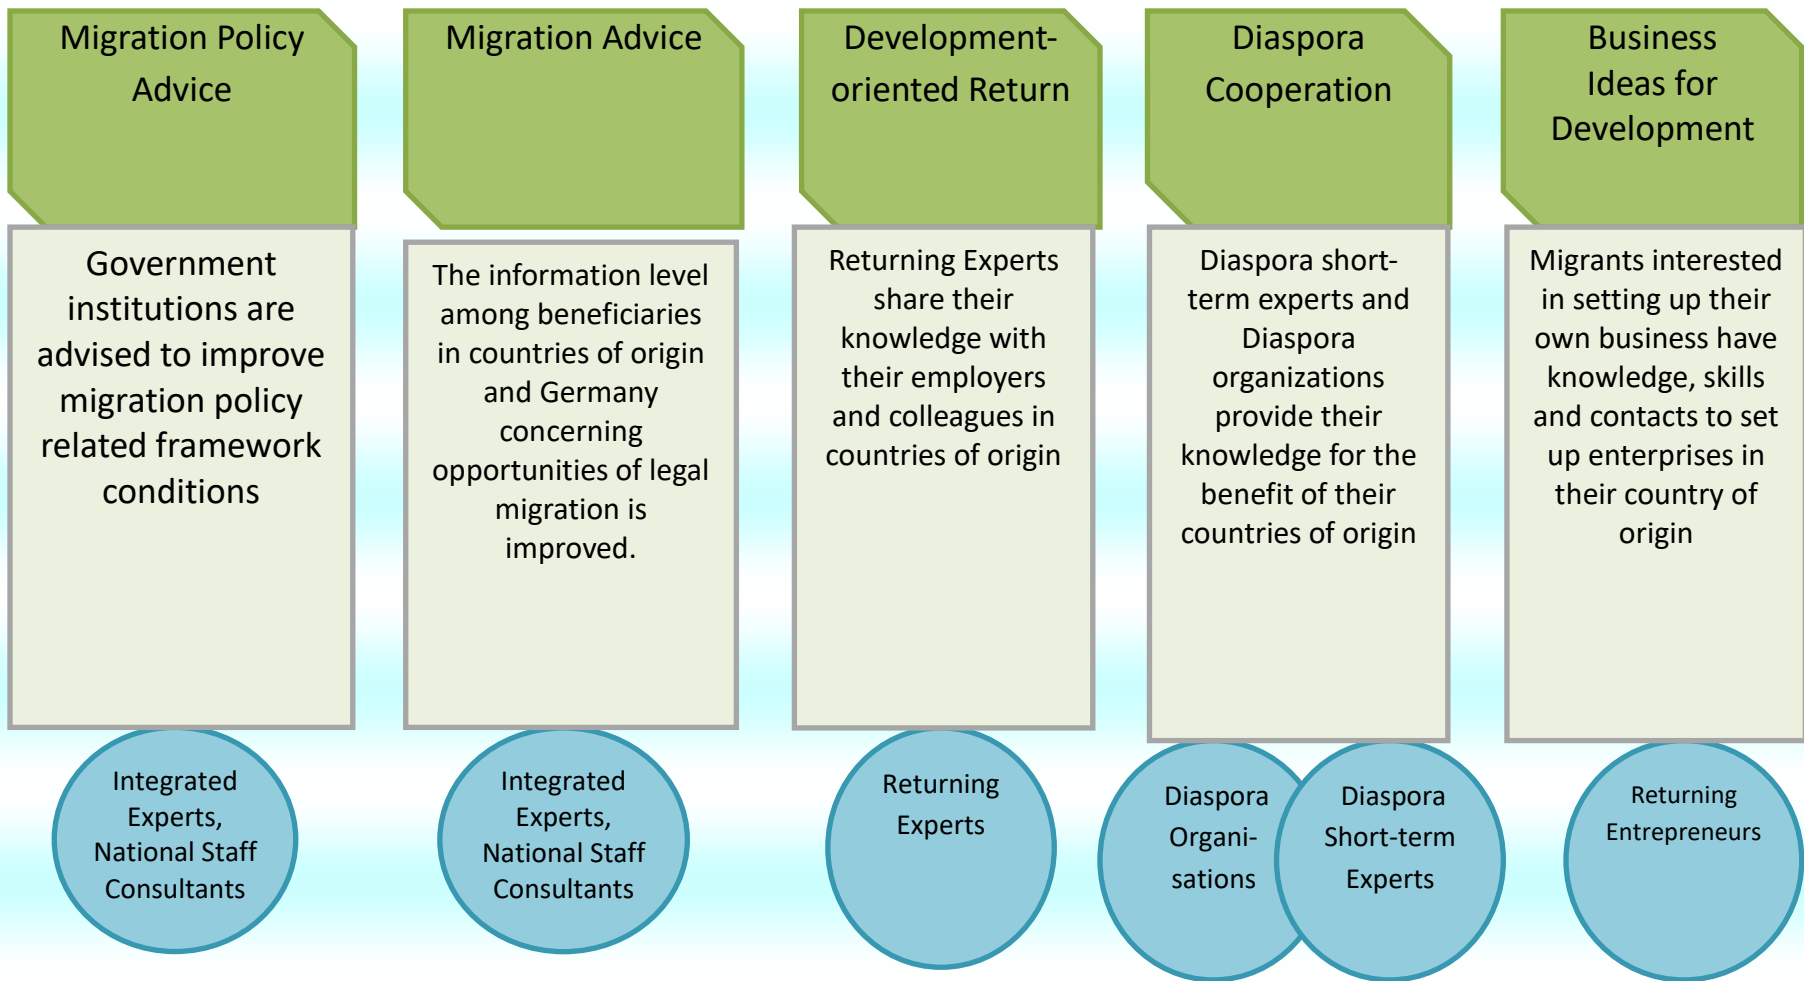 Migration Policy
Advice
Migration Advice
Development-
oriented Return
Diaspora
Cooperation
Business
Ideas for
Development
Government
institutions are
advised to improve
migration policy
related framework
conditions
The information level
among beneficiaries
in countries of origin
and Germany
concerning
opportunities of legal
migration is
improved.
Returning Experts
share their
knowledge with
their employers
and colleagues in
countries of origin
Diaspora short-
term experts and
Diaspora
organizations
provide their
knowledge for the
benefit of their
countries of origin
Migrants interested
in setting up their
own business have
knowledge, skills
and contacts to set
up enterprises in
their country of
origin
Integrated
Experts,
National Staff
Consultants
Integrated
Experts,
National Staff
Consultants
Returning
Experts
Diaspora
Organi-
sations
Diaspora
Short-term
Experts
Returning
Entrepreneurs